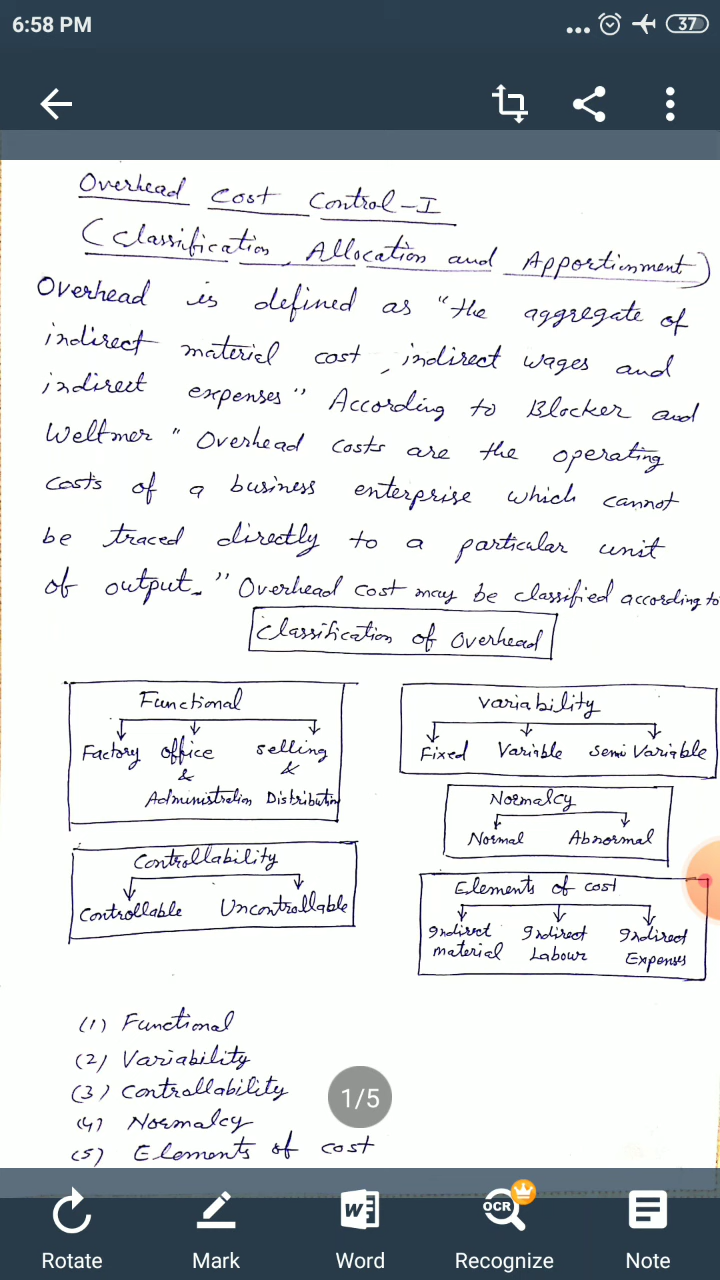 6:58 PM
37
Overhead Cost Control-I
(Classification, Allocation and Apportionment)
Overhead is defined as "the aggregate of
indirect material cost, indirect wages and
indirect expenses" According to Blocker and
Weltmer "Overhead costs are the operating
costs of a business enterprise which cannot
be traced directly to a particular unit
of output." Overhead cost may be classified according to
Classification of Overhead
Functional
Factory office selling
& &
Administration Distribution
Variability
Fixed Variable Semi Variable
Normalcy
Normal Abnormal
Controllability
Controllable Uncontrollable
Elements of cost
Indirect Indirect Indirect
material Labour Expenses
(1) Functional
(2) Variability
(3) Controllability
(4) Normalcy
(5) Elements of cost
1/5
W
OCR
Rotate Mark Word Recognize Note